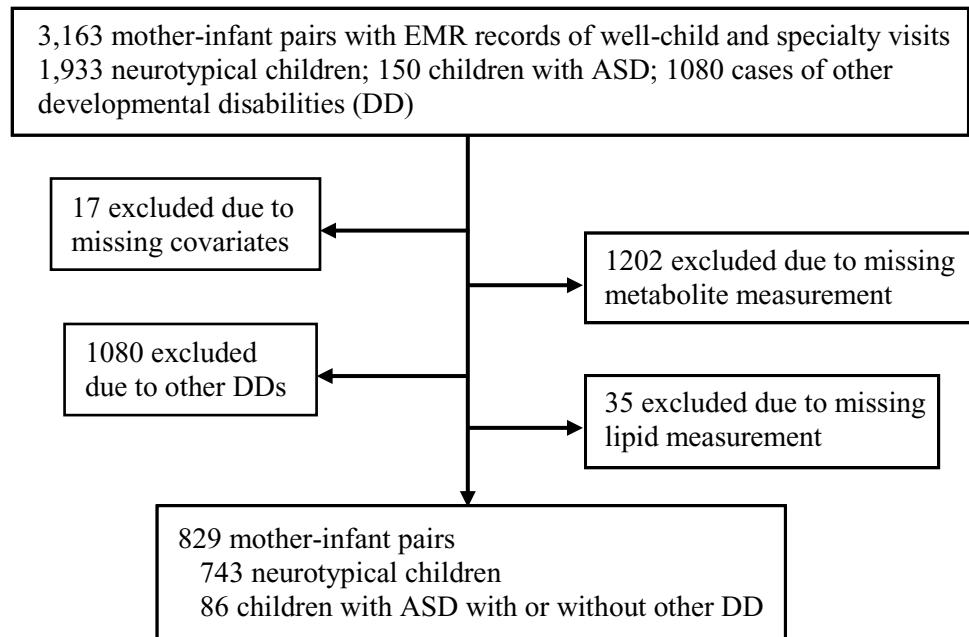 3,163 mother-infant pairs with EMR records of well-child and specialty visits
1,933 neurotypical children; 150 children with ASD; 1080 cases of other
developmental disabilities (DD)
17 excluded due to
missing covariates
1202 excluded due to missing
metabolite measurement
1080 excluded
due to other DDs
35 excluded due to missing
lipid measurement
829 mother-infant pairs
743 neurotypical children
86 children with ASD with or without other DD